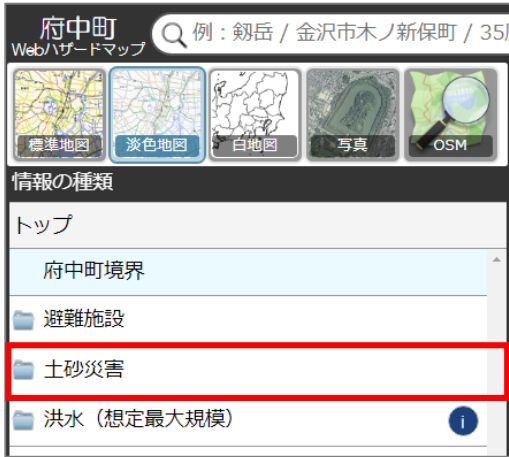 府中町
Webハザードマップ
例：剱岳 / 金沢市木ノ新保町 / 35
標準地図
淡色地図
白地図
写真
OSM
情報の種類
トップ
府中町境界
避難施設
土砂災害
洪水（想定最大規模）
i